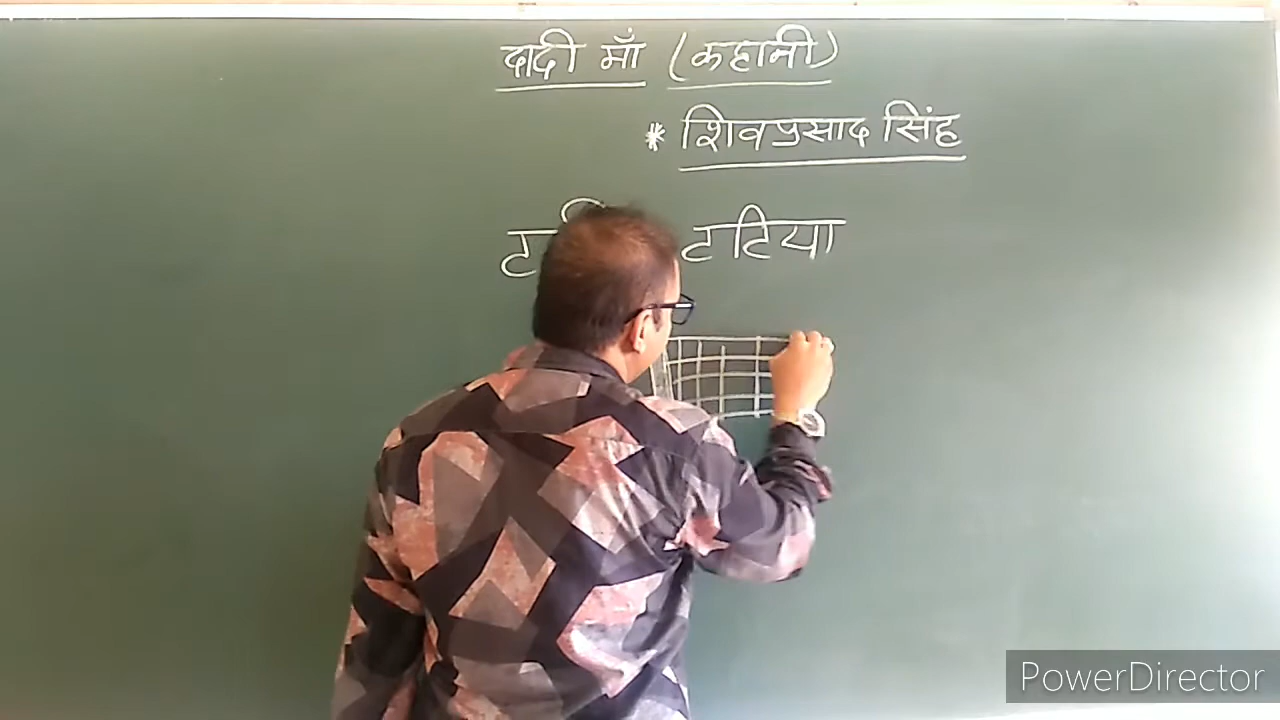 दादी माँ (कहानी)
* शिवप्रसाद सिंह
टटिया
PowerDirector